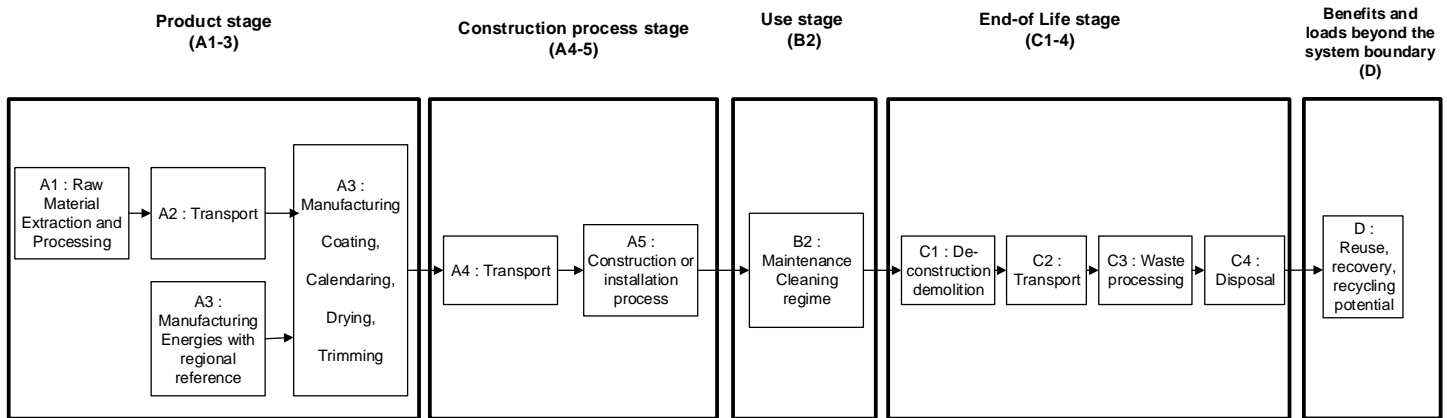 Product stage
(A1-3)
Construction process stage
(A4-5)
Use stage
(B2)
End-of Life stage
(C1-4)
Benefits and
loads beyond the
system boundary
(D)
A1 : Raw
Material
Extraction and
Processing
A2 : Transport
A3 :
Manufacturing
Energies with
regional
reference
A3 :
Manufacturing
Coating,
Calendaring,
Drying,
Trimming
A4 : Transport
A5 :
Construction or
installation
process
B2 :
Maintenance
Cleaning
regime
C1 : De-
construction
demolition
C2 :
Transport
C3 : Waste
processing
C4 :
Disposal
D :
Reuse,
recovery,
recycling
potential